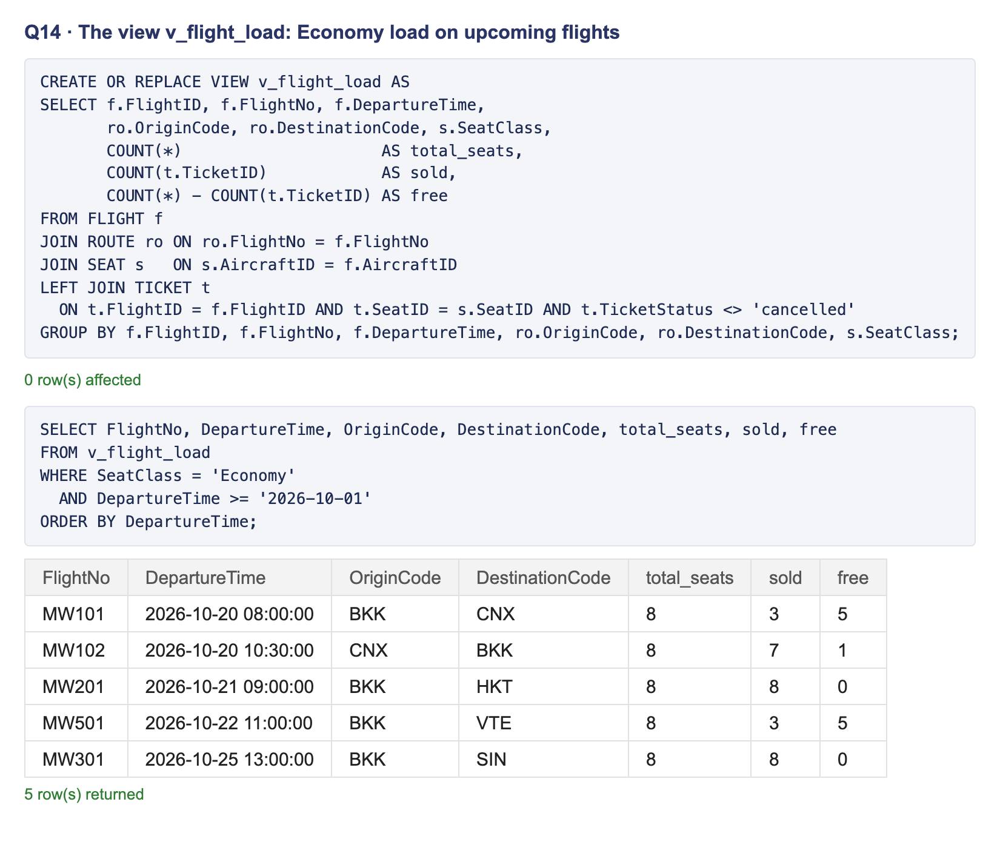 Q14 · The view v_flight_load: Economy load on upcoming flights
CREATE OR REPLACE VIEW v_flight_load AS
SELECT f.FlightID, f.FlightNo, f.DepartureTime,
       ro.OriginCode, ro.DestinationCode, s.SeatClass,
       COUNT(*)                     AS total_seats,
       COUNT(t.TicketID)            AS sold,
       COUNT(*) - COUNT(t.TicketID) AS free
FROM FLIGHT f
JOIN ROUTE ro ON ro.FlightNo = f.FlightNo
JOIN SEAT s   ON s.AircraftID = f.AircraftID
LEFT JOIN TICKET t
  ON t.FlightID = f.FlightID AND t.SeatID = s.SeatID AND t.TicketStatus <> 'cancelled'
GROUP BY f.FlightID, f.FlightNo, f.DepartureTime, ro.OriginCode, ro.DestinationCode, s.SeatClass;
0 row(s) affected
SELECT FlightNo, DepartureTime, OriginCode, DestinationCode, total_seats, sold, free
FROM v_flight_load
WHERE SeatClass = 'Economy'
  AND DepartureTime >= '2026-10-01'
ORDER BY DepartureTime;
FlightNo DepartureTime OriginCode DestinationCode total_seats sold free
MW101 2026-10-20 08:00:00 BKK CNX 8 3 5
MW102 2026-10-20 10:30:00 CNX BKK 8 7 1
MW201 2026-10-21 09:00:00 BKK HKT 8 8 0
MW501 2026-10-22 11:00:00 BKK VTE 8 3 5
MW301 2026-10-25 13:00:00 BKK SIN 8 8 0
5 row(s) returned